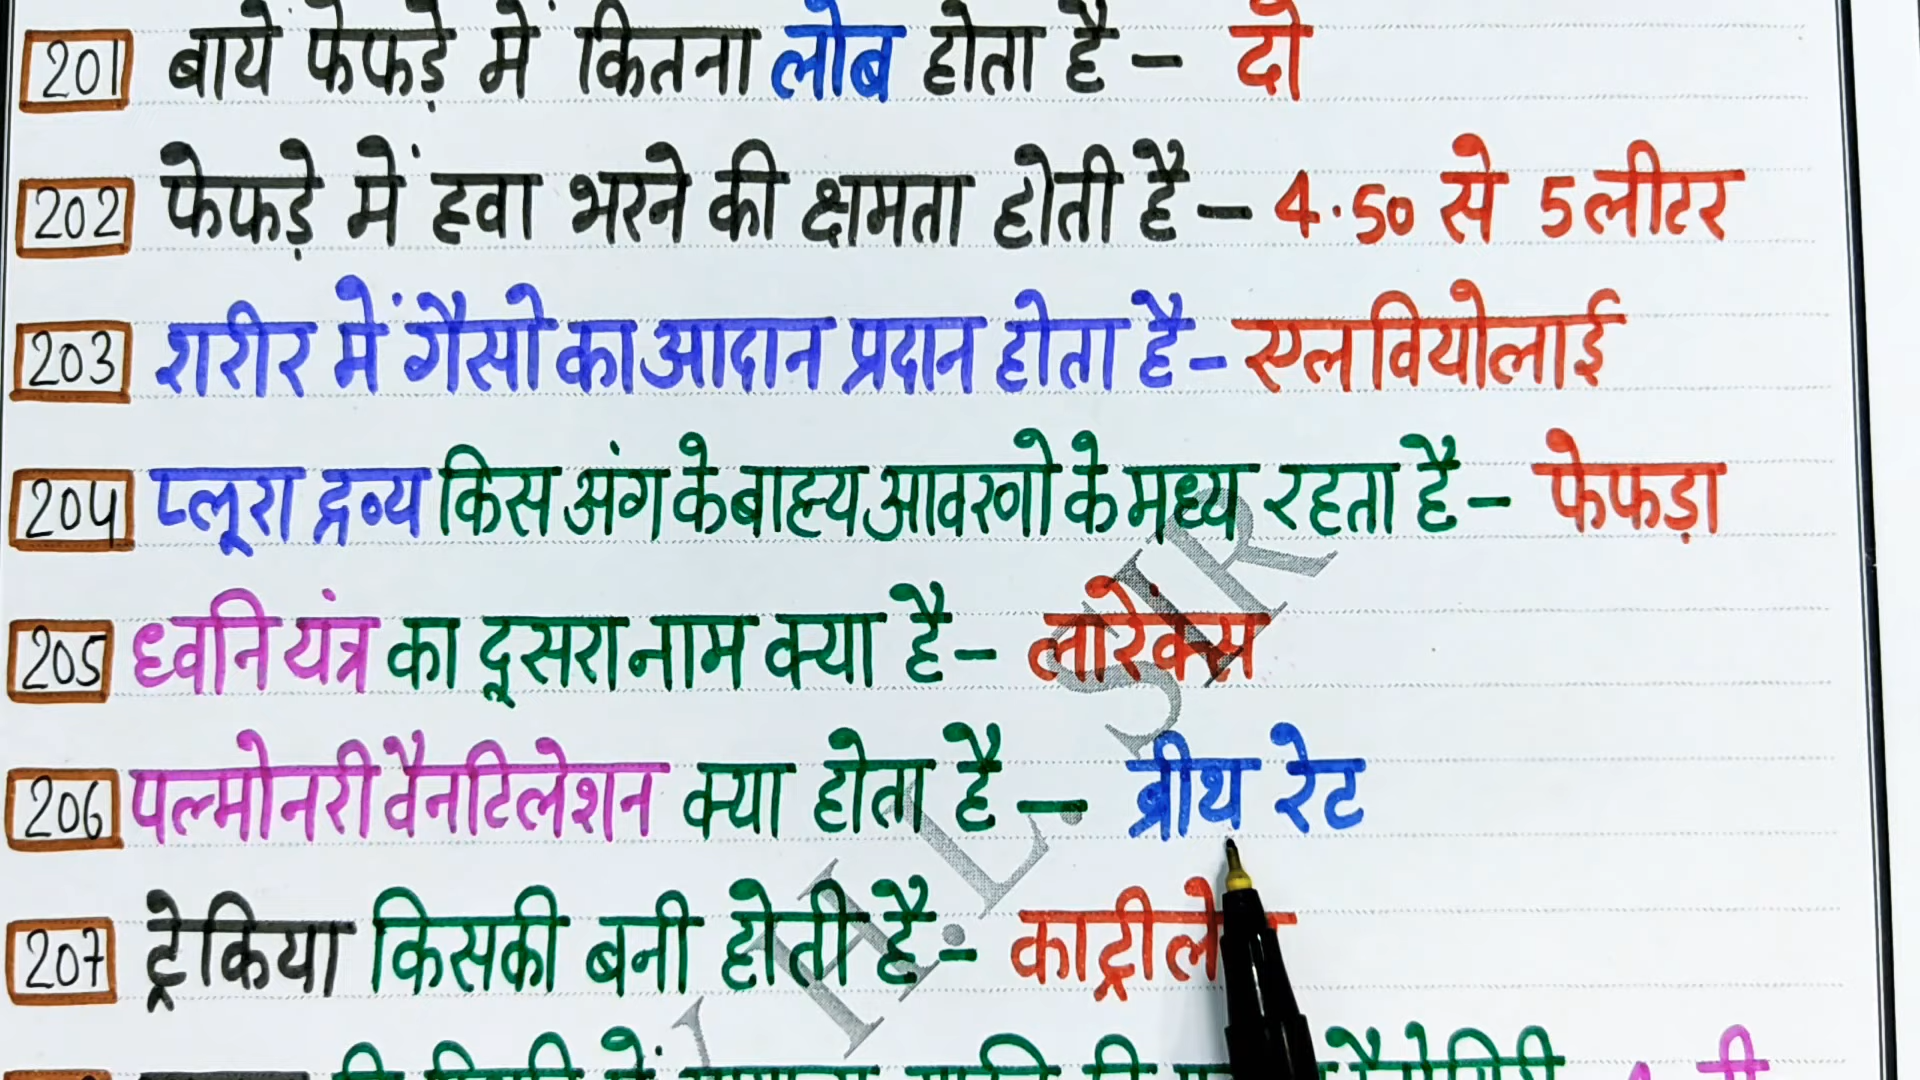 201 बायें फेफड़े में कितना लोब होता है – दो
202 फेफड़े में हवा भरने की क्षमता होती है – 4.50 से 5 लीटर
203 शरीर में गैसो का आदान प्रदान होता है – एलवियोलाई
204 प्लूरा द्रव्य किस अंग के बाह्य आवरणो के मध्य रहता है – फेफड़ा
205 ध्वनि यंत्र का दूसरा नाम क्या है – लारेंक्स
206 पल्मोनरी वैनटिलेशन क्या होता है – ब्रीथ रेट
207 ट्रेकिया किसकी बनी होती है –
H.L. SIR